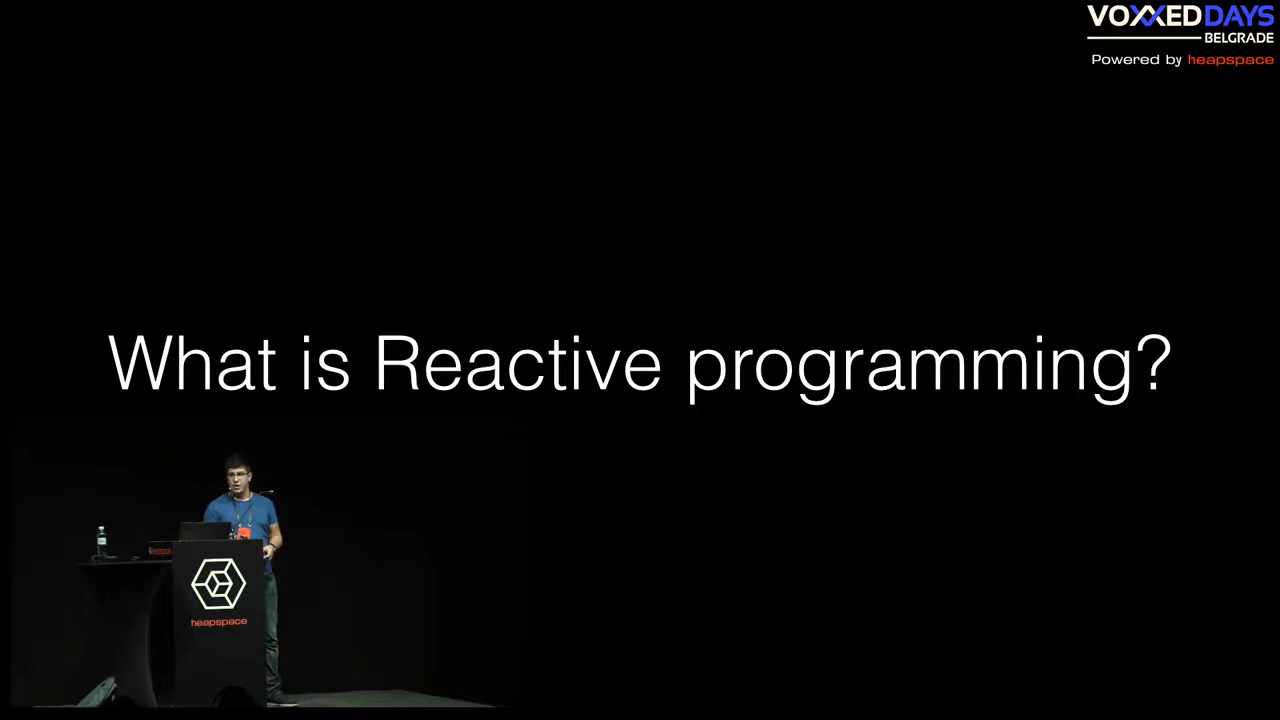 VOXXEDDAYS
BELGRADE
Powered by heapspace
What is Reactive programming?
heapspace